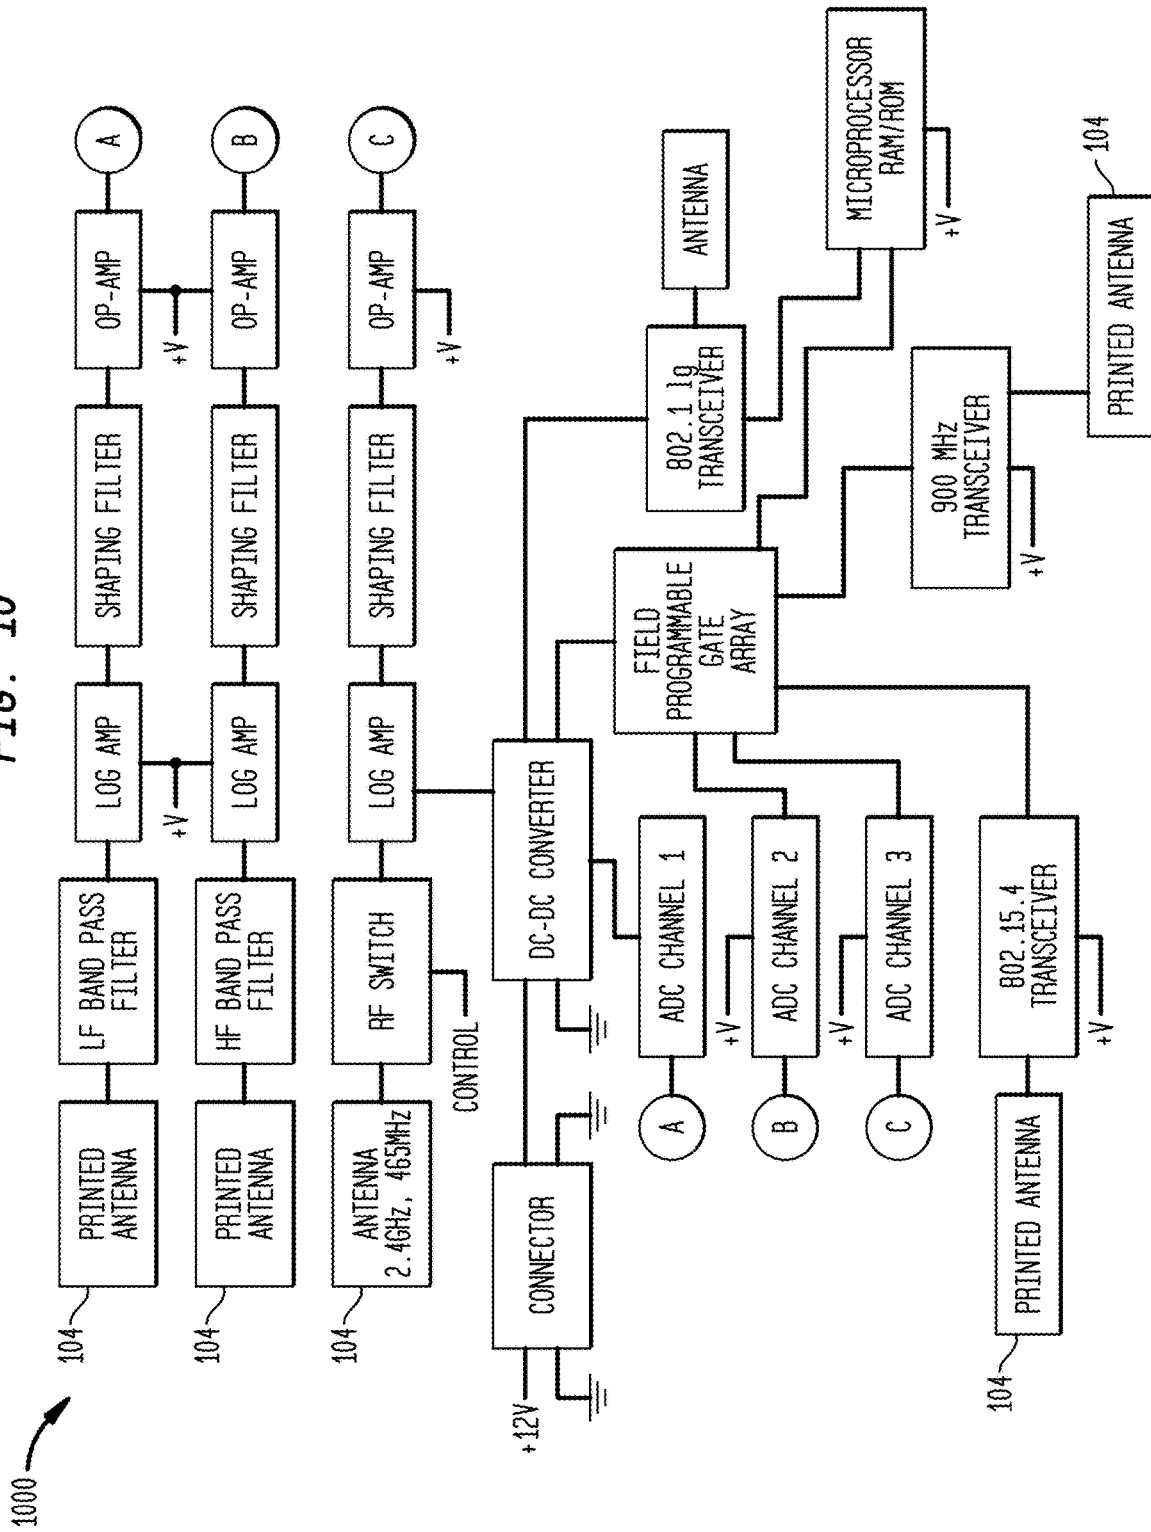 FIG. 10
1000
104
PRINTED
ANTENNA
LF BAND PASS
FILTER
LOG AMP
SHAPING FILTER
OP-AMP
A
+V
+V
104
PRINTED
ANTENNA
HF BAND PASS
FILTER
LOG AMP
SHAPING FILTER
OP-AMP
B
104
ANTENNA
2.4GHz, 465MHz
RF SWITCH
LOG AMP
SHAPING FILTER
OP-AMP
C
CONTROL
+V
+12V
CONNECTOR
DC-DC CONVERTER
802.1 1g
TRANSCEIVER
ANTENNA
A
ADC CHANNEL 1
FIELD
PROGRAMMABLE
GATE
ARRAY
MICROPROCESSOR
RAM/ROM
+V
+V
B
ADC CHANNEL 2
+V
C
ADC CHANNEL 3
900 MHz
TRANSCEIVER
+V
104
PRINTED ANTENNA
802.15.4
TRANSCEIVER
+V
PRINTED ANTENNA
104